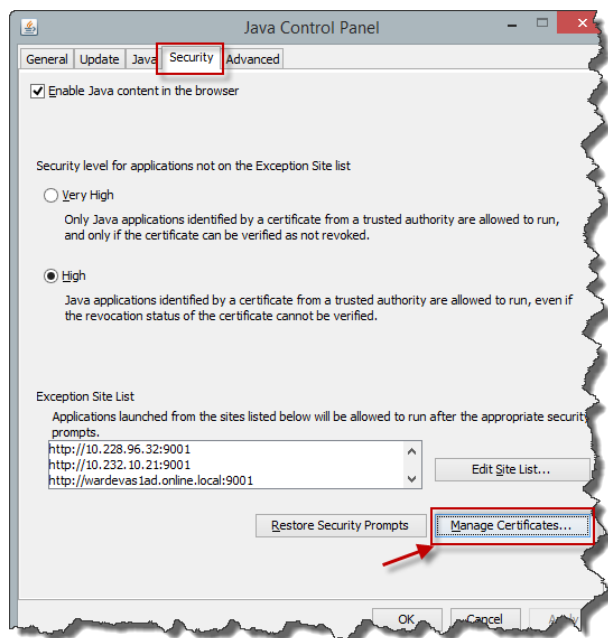 Java Control Panel
General Update Java Security Advanced
Enable Java content in the browser
Security level for applications not on the Exception Site list
Very High
Only Java applications identified by a certificate from a trusted authority are allowed to run,
and only if the certificate can be verified as not revoked.
High
Java applications identified by a certificate from a trusted authority are allowed to run, even if
the revocation status of the certificate cannot be verified.
Exception Site List
Applications launched from the sites listed below will be allowed to run after the appropriate security
prompts.
http://10.228.96.32:9001
http://10.232.10.21:9001
http://wardevas1ad.online.local:9001
Edit Site List...
Restore Security Prompts Manage Certificates...
OK Cancel